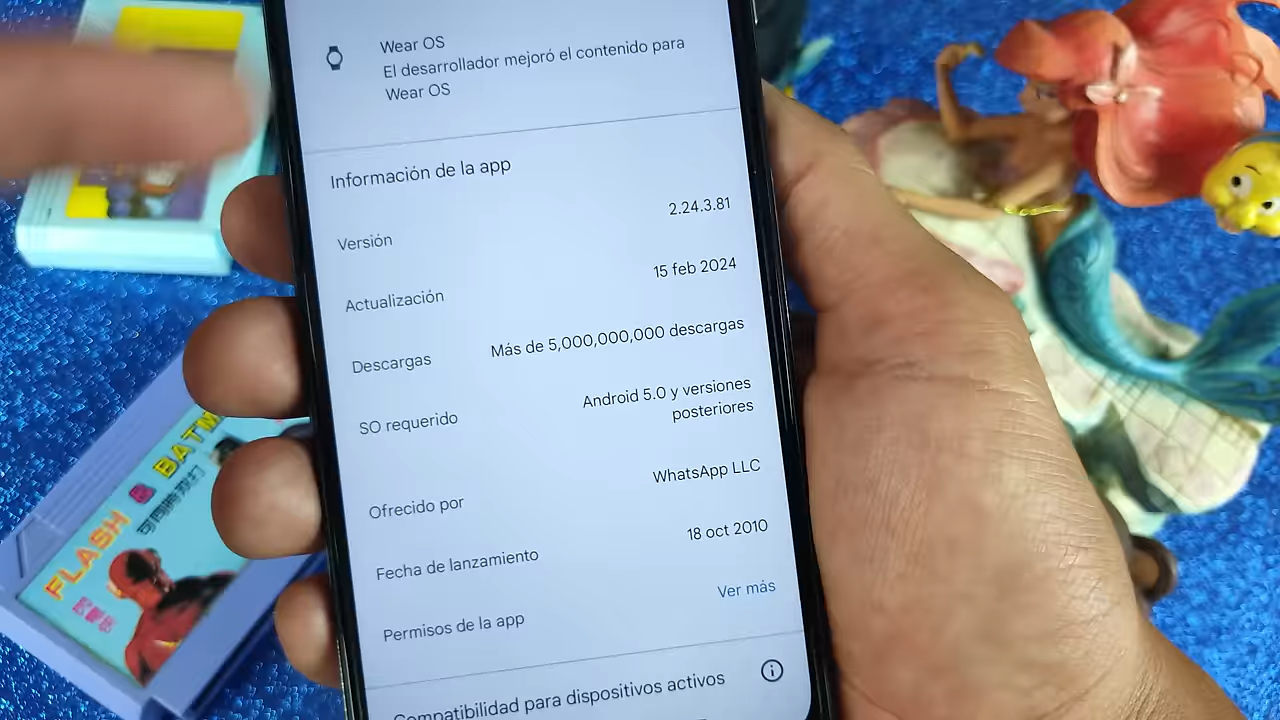 Wear OS
El desarrollador mejoró el contenido para
Wear OS
Información de la app
Versión 2.24.3.81
Actualización 15 feb 2024
Descargas Más de 5,000,000,000 descargas
SO requerido Android 5.0 y versiones
posteriores
Ofrecido por WhatsApp LLC
Fecha de lanzamiento 18 oct 2010
Permisos de la app Ver más
Compatibilidad para dispositivos activos
FLASH & BATM